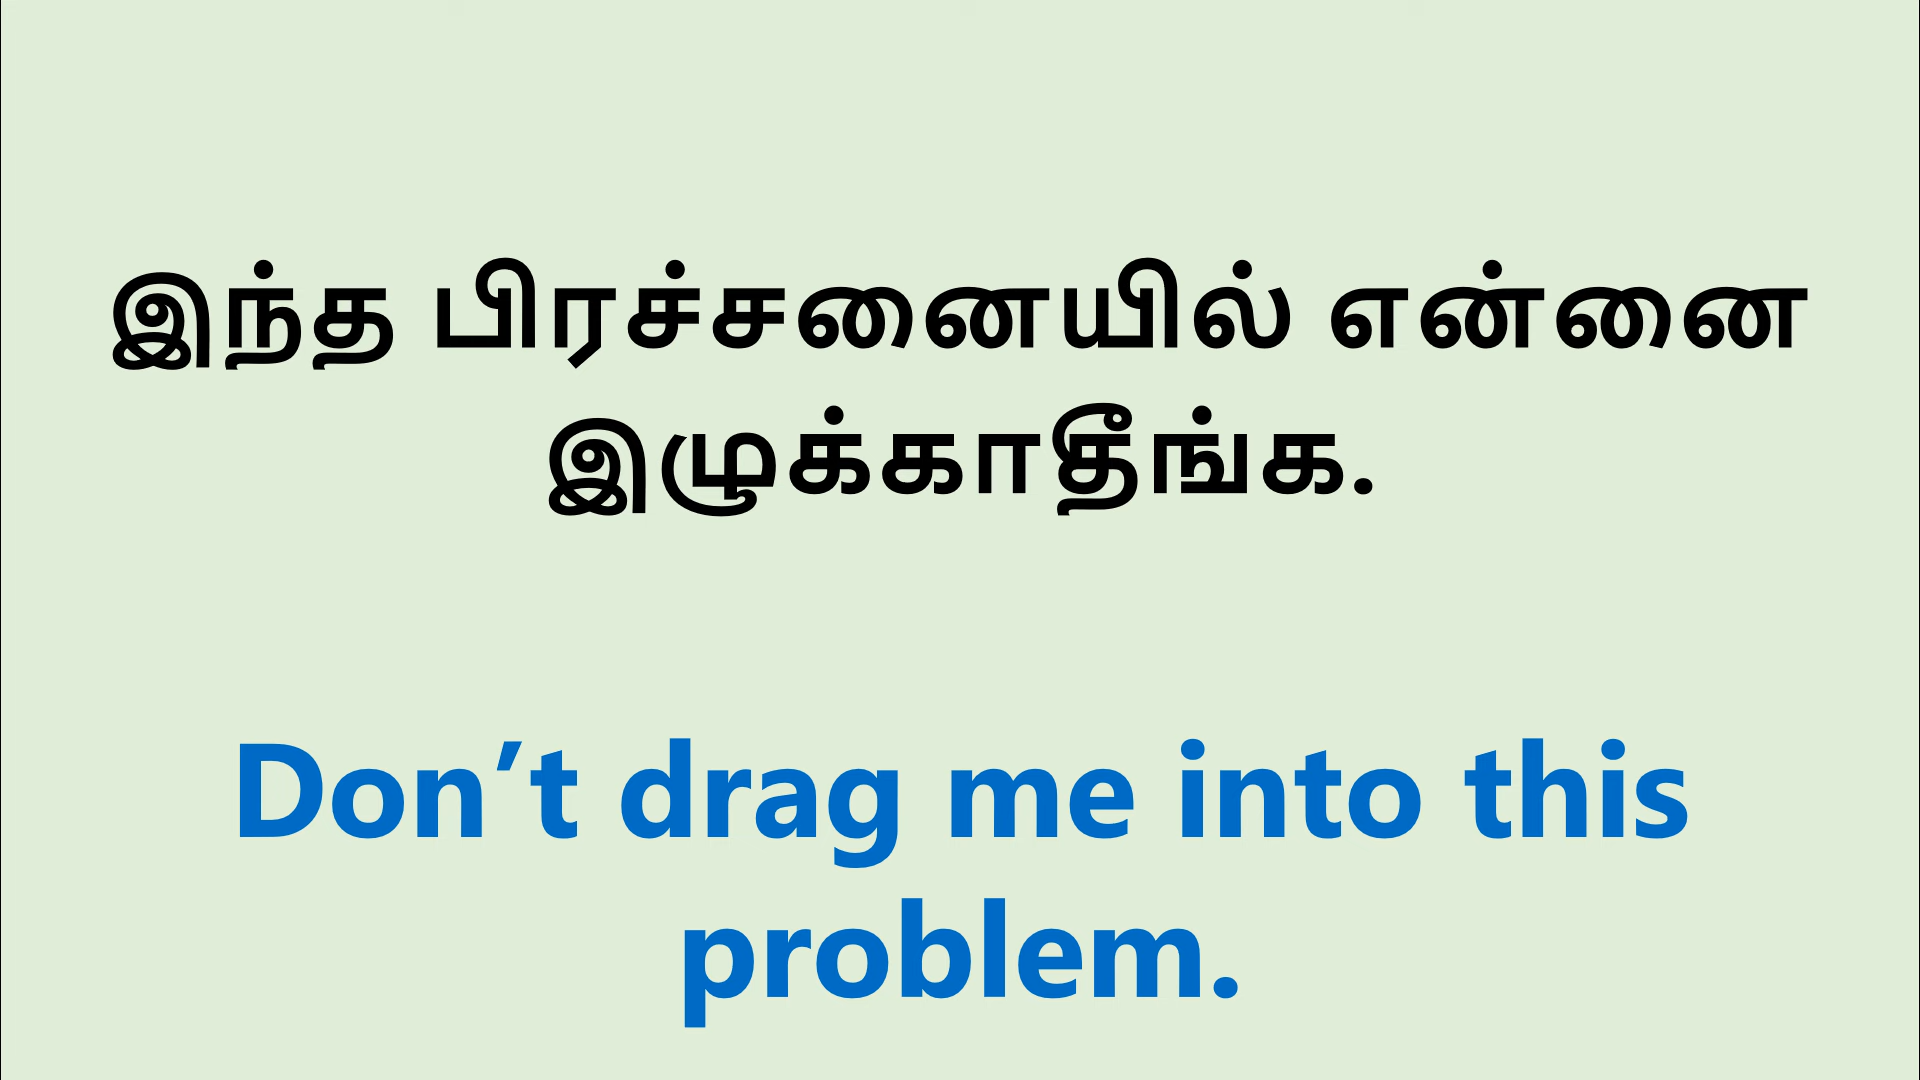 இந்த பிரச்சனையில் என்னை
இழுக்காதீங்க.
Don’t drag me into this
problem.